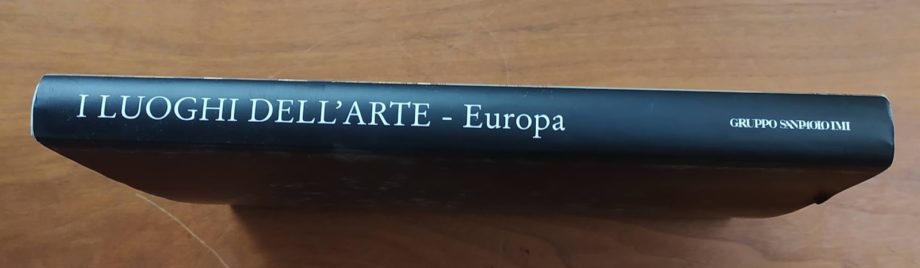 I LUOGHI DELL'ARTE - Europa
GRUPPO SANPAOLO IMI